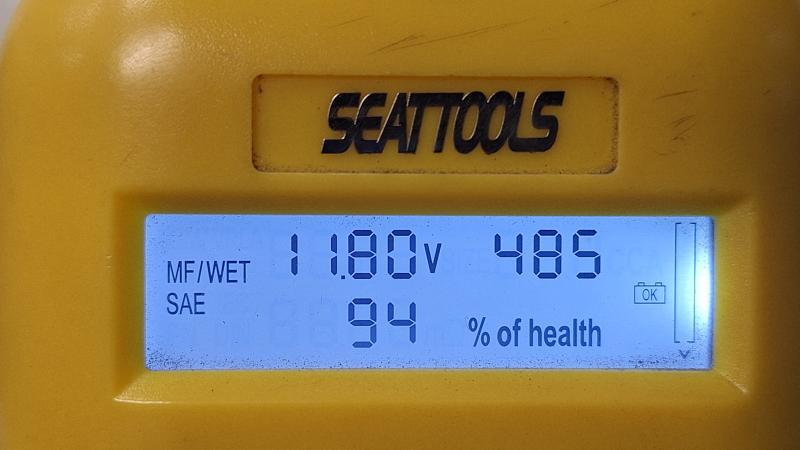 SEATTOOLS
MF/WET 11.80V 485
SAE
OK
94 % of health